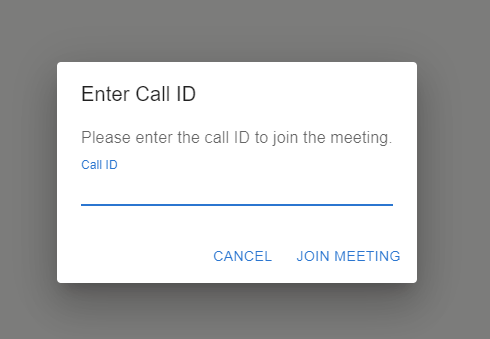 Enter Call ID
Please enter the call ID to join the meeting.
Call ID
CANCEL JOIN MEETING